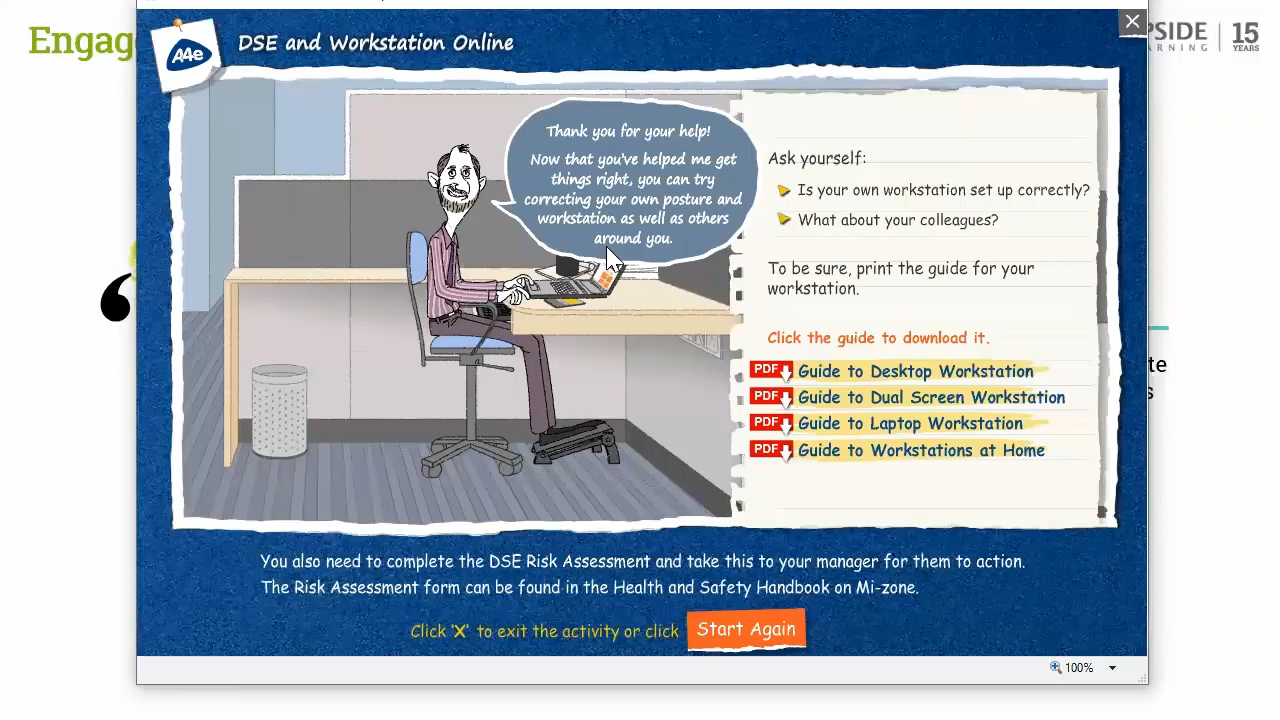 Engag
PSIDE
15
YEARS
A4e
DSE and Workstation Online
Thank you for your help!
Now that you've helped me get
things right, you can try
correcting your own posture and
workstation as well as others
around you.
Ask yourself:
Is your own workstation set up correctly?
What about your colleagues?
To be sure, print the guide for your
workstation.
Click the guide to download it.
PDF Guide to Desktop Workstation
PDF Guide to Dual Screen Workstation
PDF Guide to Laptop Workstation
PDF Guide to Workstations at Home
te
s
You also need to complete the DSE Risk Assessment and take this to your manager for them to action.
The Risk Assessment form can be found in the Health and Safety Handbook on Mi-zone.
Click 'X' to exit the activity or click Start Again
100%